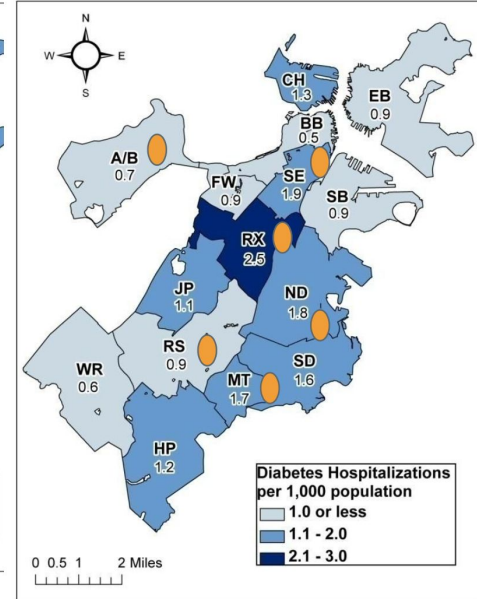 N
W E
S
CH
1.3
EB
0.9
BB
0.5
A/B
0.7
SE
1.9
FW
0.9
SB
0.9
RX
2.5
JP
1.1
ND
1.8
RS
0.9
WR
0.6
SD
1.6
MT
1.7
HP
1.2
Diabetes Hospitalizations
per 1,000 population
1.0 or less
1.1 - 2.0
2.1 - 3.0
0 0.5 1 2 Miles